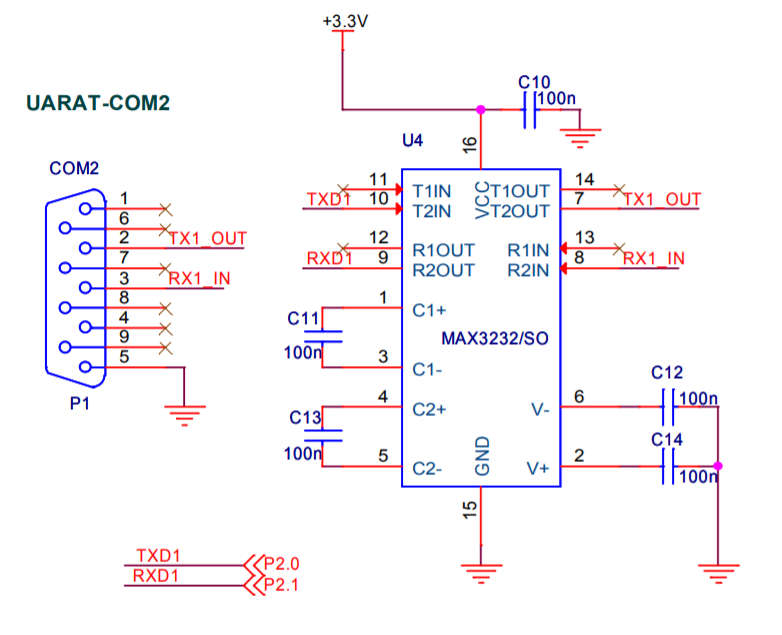 +3.3V
C10
100n
UARAT-COM2
U4
16
COM2
1
6
2
7
3
8
4
9
5
TX1_OUT
RX1_IN
P1
TXD1
11
10
T1IN
T2IN
VCC
T1OUT
T2OUT
14
7
TX1_OUT
RXD1
12
9
R1OUT
R2OUT
R1IN
R2IN
13
8
RX1_IN
1
C1+
C11
100n
MAX3232/SO
3
C1-
4
C2+
C13
100n
5
C2-
GND
15
V-
6
C12
100n
V+
2
C14
100n
TXD1
P2.0
RXD1
P2.1